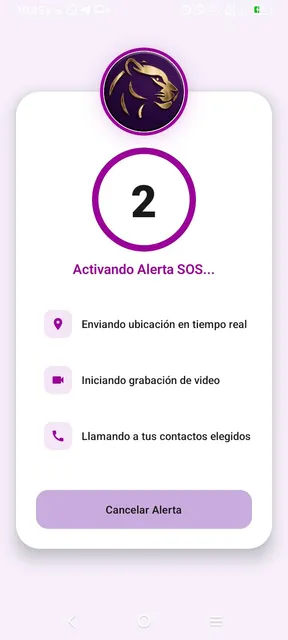 2
Activando Alerta SOS...
Enviando ubicación en tiempo real
Iniciando grabación de video
Llamando a tus contactos elegidos
Cancelar Alerta